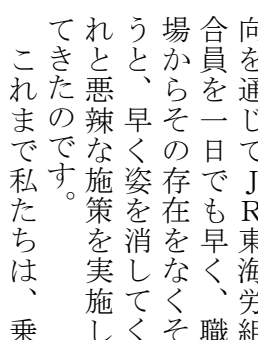 向を通じてＪＲ東海労組
合員を一日でも早く、職
場からその存在をなくそ
うと、早く姿を消してく
れと悪辣な施策を実施し
てきたのです。
これまで私たちは、乗